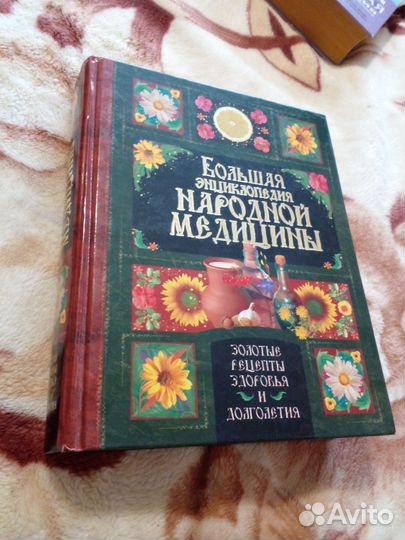 БОЛЬШАЯ
ЭНЦИКЛОПЕДИЯ
НАРОДНОЙ
МЕДИЦИНЫ
ЗОЛОТЫЕ
РЕЦЕПТЫ
ЗДОРОВЬЯ
И
ДОЛГОЛЕТИЯ
Avito